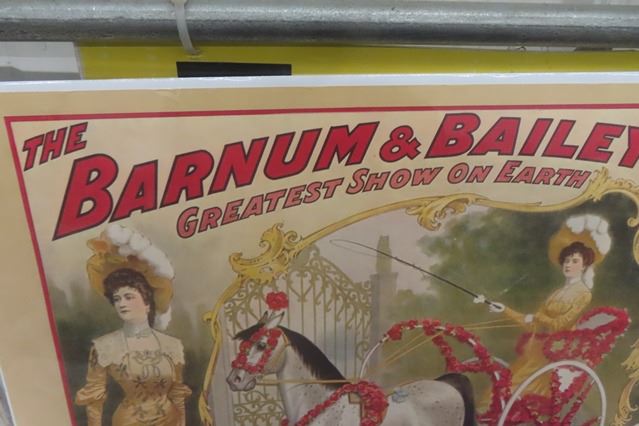 THE BARNUM & BAILEY
GREATEST SHOW ON EARTH